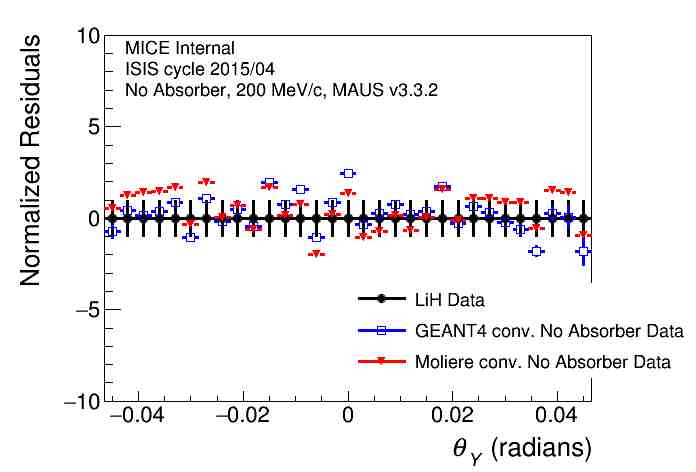 Normalized Residuals
10
5
0
−5
−10
MICE Internal
ISIS cycle 2015/04
No Absorber, 200 MeV/c, MAUS v3.3.2
LiH Data
GEANT4 conv. No Absorber Data
Moliere conv. No Absorber Data
−0.04 −0.02 0 0.02 0.04
θ_Y (radians)